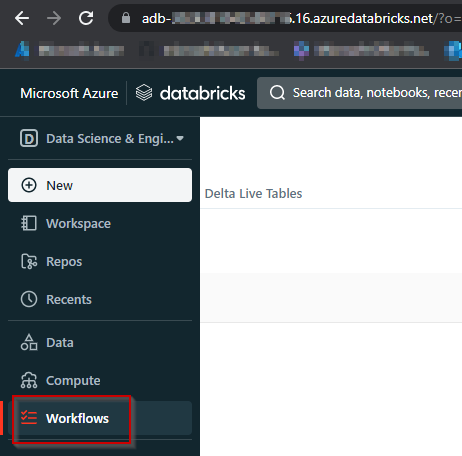 adb-
6.16.azuredatabricks.net/?o=
Microsoft Azure databricks Search data, notebooks, recen
D Data Science & Engi...
New
Delta Live Tables
Workspace
Repos
Recents
Data
Compute
Workflows